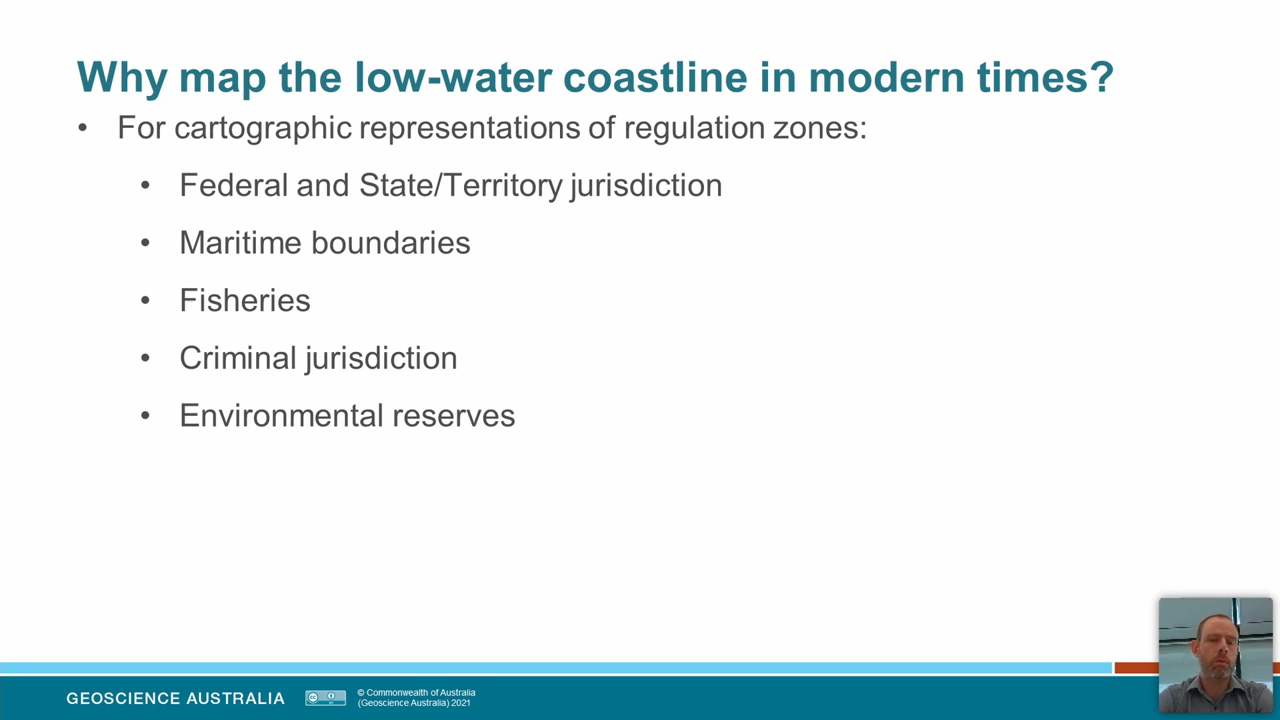 Why map the low-water coastline in modern times?
• For cartographic representations of regulation zones:
• Federal and State/Territory jurisdiction
• Maritime boundaries
• Fisheries
• Criminal jurisdiction
• Environmental reserves
GEOSCIENCE AUSTRALIA
© Commonwealth of Australia
(Geoscience Australia) 2021